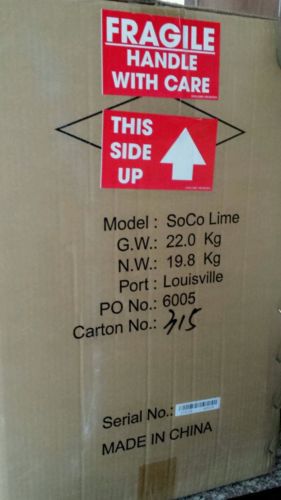 FRAGILE
HANDLE
WITH CARE
THIS
SIDE
UP
Model : SoCo Lime
G.W.: 22.0 Kg
N.W.: 19.8 Kg
Port : Louisville
PO No.: 6005
Carton No.: 315
Serial No.:
MADE IN CHINA